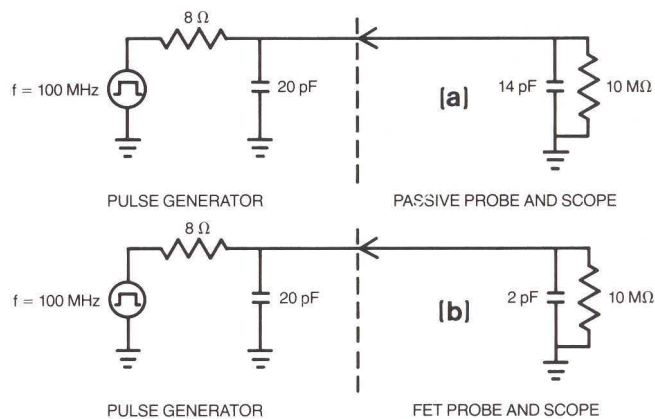 8 Ω
f = 100 MHz
20 pF
(a)
14 pF
10 MΩ
PULSE GENERATOR
PASSIVE PROBE AND SCOPE
8 Ω
f = 100 MHz
20 pF
(b)
2 pF
10 MΩ
PULSE GENERATOR
FET PROBE AND SCOPE